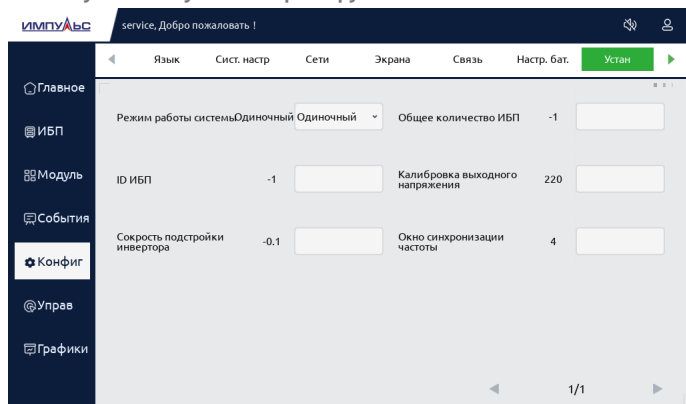 ИМПУЛЬС
service, Добро пожаловать !
Язык Сист. настр Сети Экрана Связь Настр. бат. Устан
Главное
ИБП
Модуль
События
Конфиг
Управ
Графики
Режим работы системы Одиночный Одиночный
Общее количество ИБП -1
ID ИБП -1
Калибровка выходного
напряжения 220
Сокрость подстройки
инвертора -0.1
Окно синхронизации
частоты 4
1/1